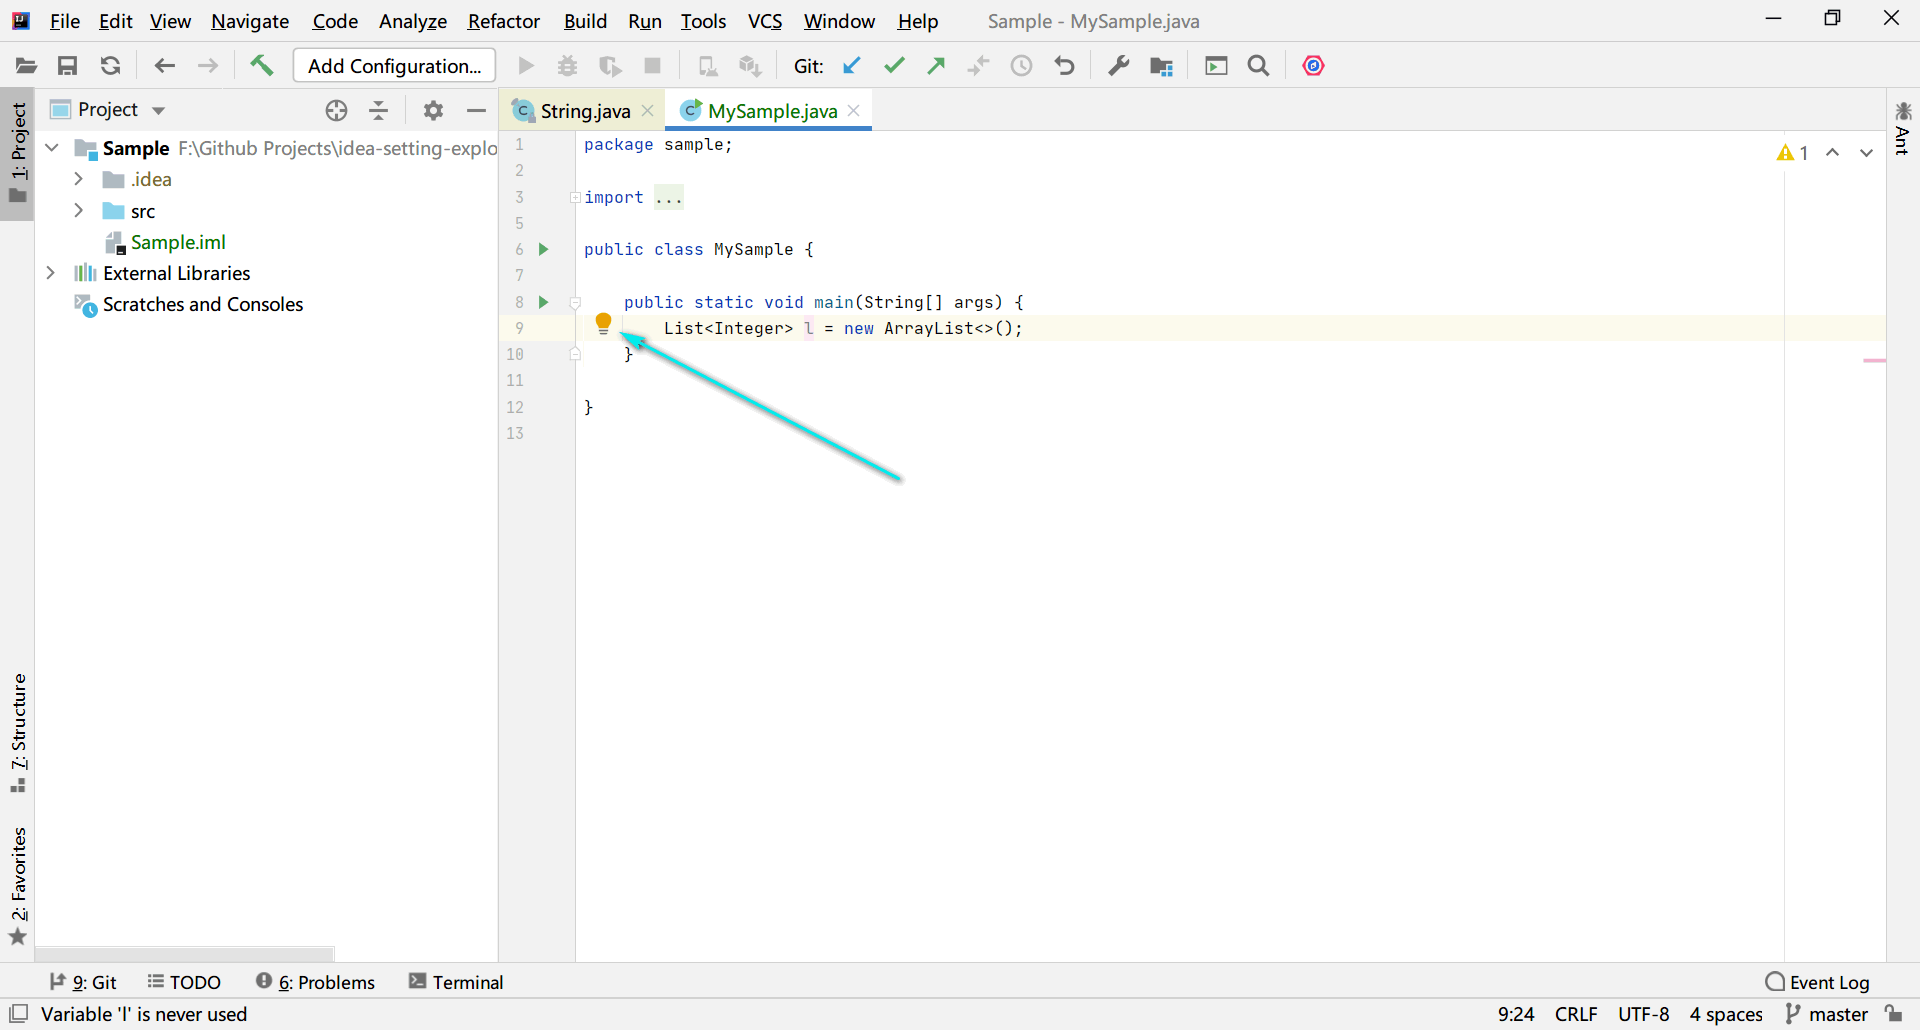 File Edit View Navigate Code Analyze Refactor Build Run Tools VCS Window Help Sample - MySample.java
Add Configuration... Git:
1: Project
Project
String.java
MySample.java
Ant
Sample F:\Github Projects\idea-setting-explo
.idea
src
Sample.iml
External Libraries
Scratches and Consoles
1 package sample;
2
3 import ...
5
6 public class MySample {
7
8 public static void main(String[] args) {
9 List<Integer> l = new ArrayList<>();
10 }
11
12 }
13
1
7: Structure
2: Favorites
9: Git TODO 6: Problems Terminal Event Log
Variable 'l' is never used 9:24 CRLF UTF-8 4 spaces master